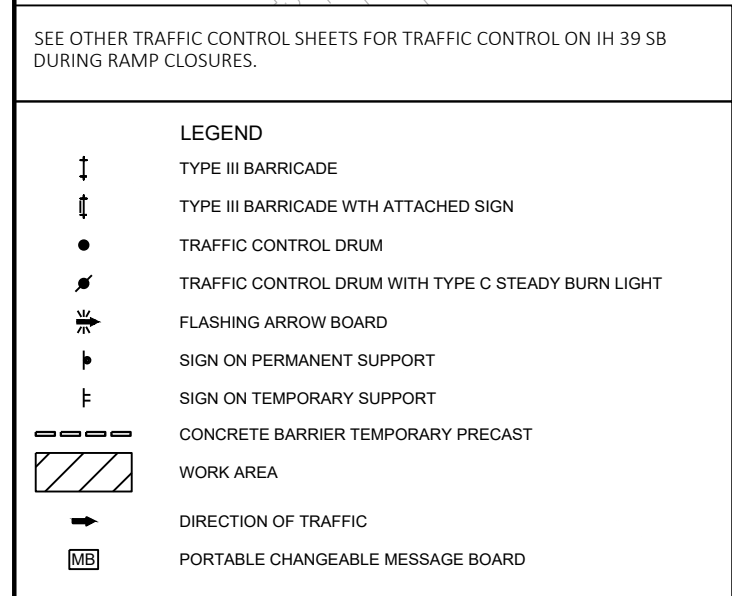 SEE OTHER TRAFFIC CONTROL SHEETS FOR TRAFFIC CONTROL ON IH 39 SB
DURING RAMP CLOSURES.
LEGEND
TYPE III BARRICADE
TYPE III BARRICADE WTH ATTACHED SIGN
TRAFFIC CONTROL DRUM
TRAFFIC CONTROL DRUM WITH TYPE C STEADY BURN LIGHT
FLASHING ARROW BOARD
SIGN ON PERMANENT SUPPORT
SIGN ON TEMPORARY SUPPORT
CONCRETE BARRIER TEMPORARY PRECAST
WORK AREA
DIRECTION OF TRAFFIC
MB PORTABLE CHANGEABLE MESSAGE BOARD